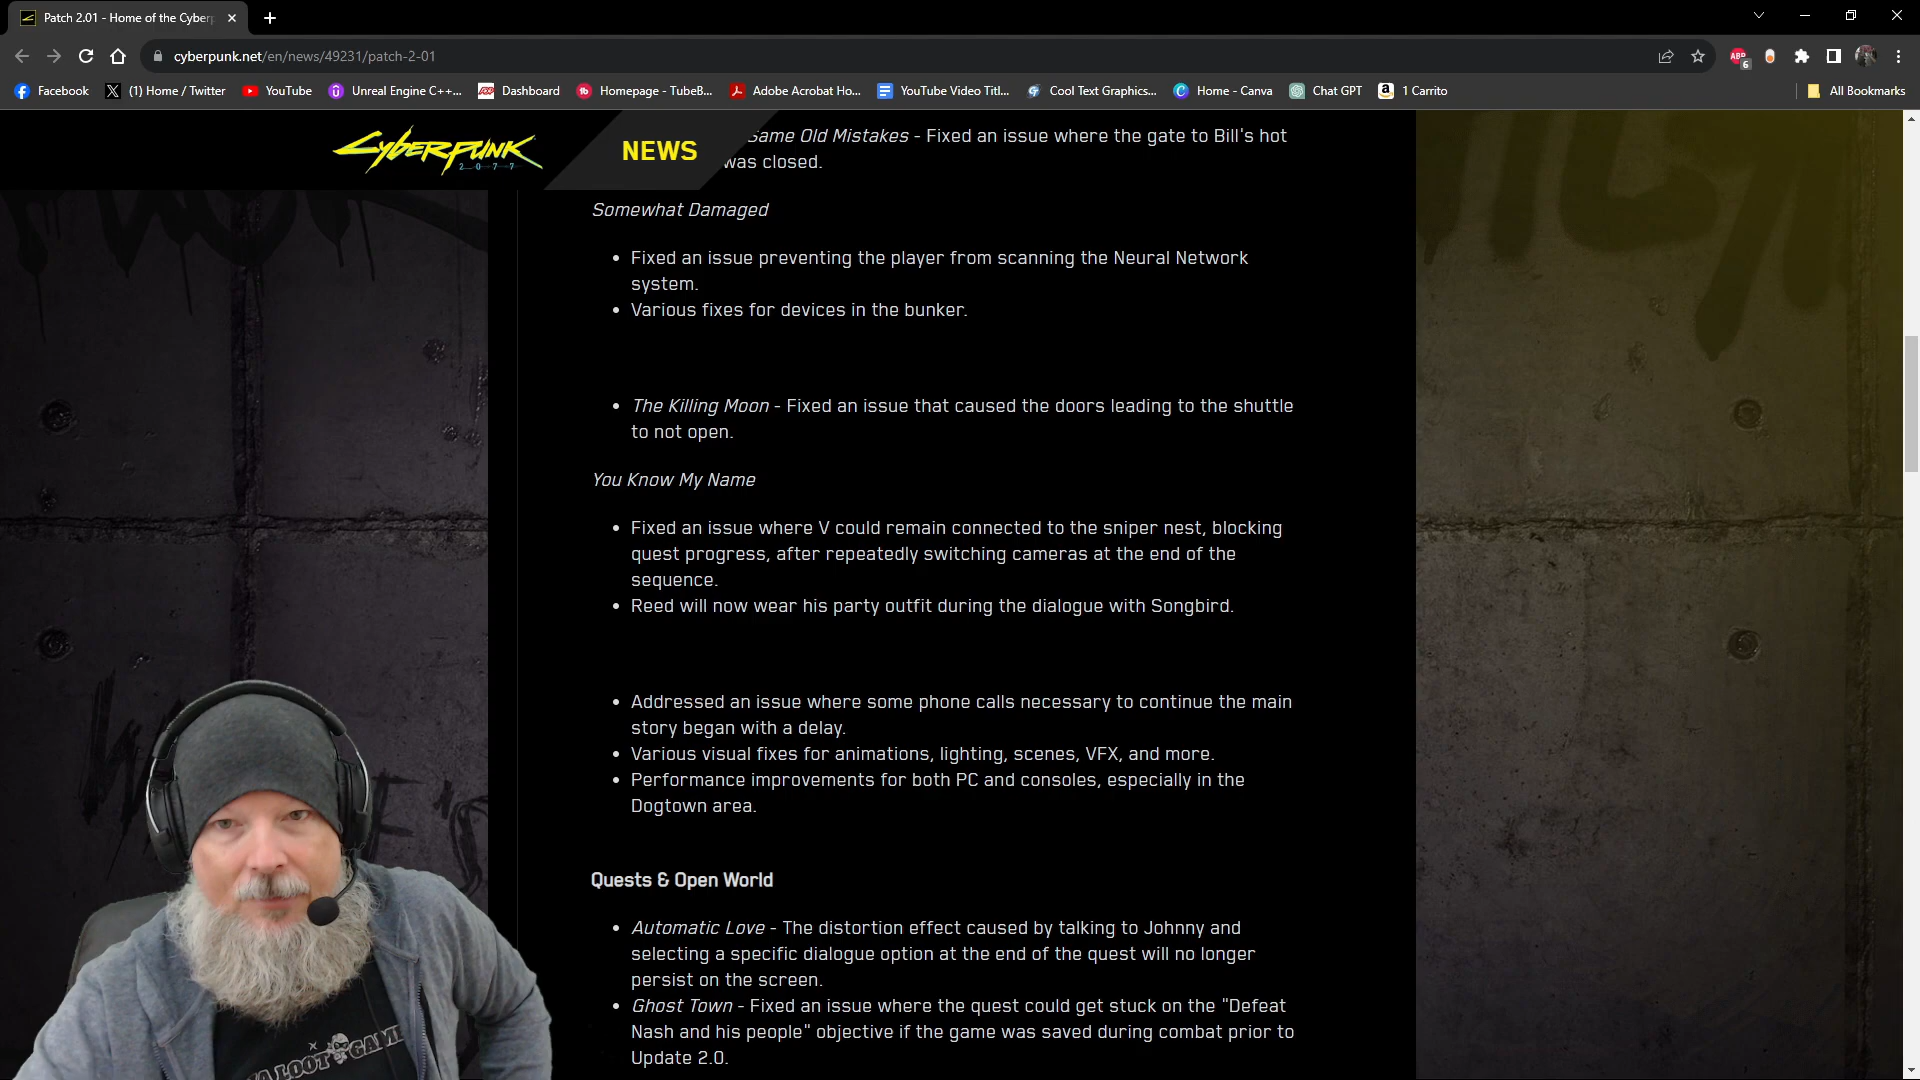 Patch 2.01 - Home of the Cyberp
cyberpunk.net/en/news/49231/patch-2-01
ABP
6
Facebook
(1) Home / Twitter
YouTube
Unreal Engine C++...
Dashboard
Homepage - TubeB...
Adobe Acrobat Ho...
YouTube Video Titl...
Cool Text Graphics...
Home - Canva
Chat GPT
1 Carrito
All Bookmarks
CYBERPUNK
2077
NEWS
Same Old Mistakes - Fixed an issue where the gate to Bill's hot
was closed.
Somewhat Damaged
• Fixed an issue preventing the player from scanning the Neural Network
system.
• Various fixes for devices in the bunker.
• The Killing Moon - Fixed an issue that caused the doors leading to the shuttle
to not open.
You Know My Name
• Fixed an issue where V could remain connected to the sniper nest, blocking
quest progress, after repeatedly switching cameras at the end of the
sequence.
• Reed will now wear his party outfit during the dialogue with Songbird.
• Addressed an issue where some phone calls necessary to continue the main
story began with a delay.
• Various visual fixes for animations, lighting, scenes, VFX, and more.
• Performance improvements for both PC and consoles, especially in the
Dogtown area.
Quests & Open World
• Automatic Love - The distortion effect caused by talking to Johnny and
selecting a specific dialogue option at the end of the quest will no longer
persist on the screen.
• Ghost Town - Fixed an issue where the quest could get stuck on the "Defeat
Nash and his people" objective if the game was saved during combat prior to
Update 2.0.
LOOT GAMI